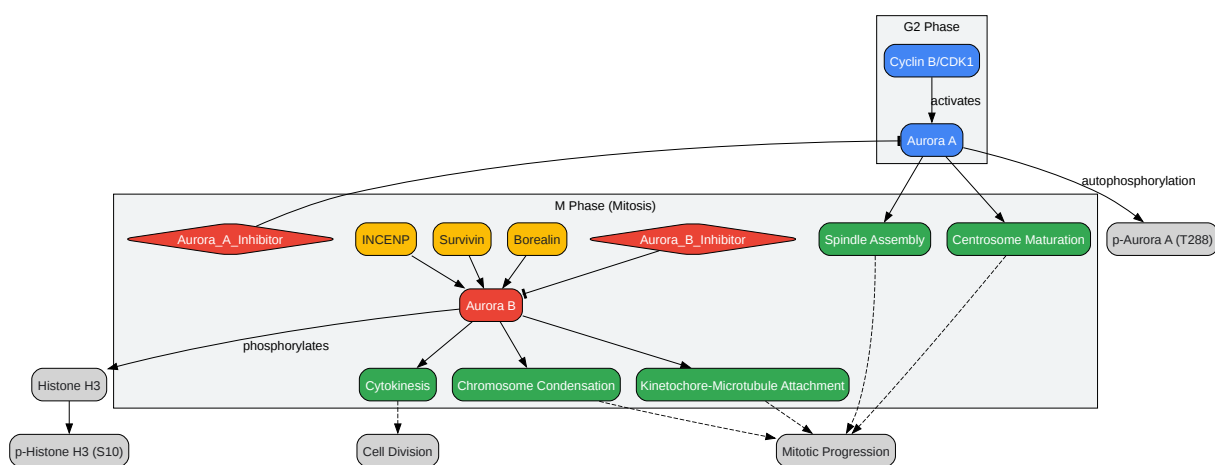 G2 Phase
Cyclin B/CDK1
activates
Aurora A
autophosphorylation
M Phase (Mitosis)
Aurora_A_Inhibitor
INCENP
Survivin
Borealin
Aurora_B_Inhibitor
Spindle Assembly
Centrosome Maturation
p-Aurora A (T288)
Aurora B
phosphorylates
Histone H3
Cytokinesis
Chromosome Condensation
Kinetochore-Microtubule Attachment
p-Histone H3 (S10)
Cell Division
Mitotic Progression